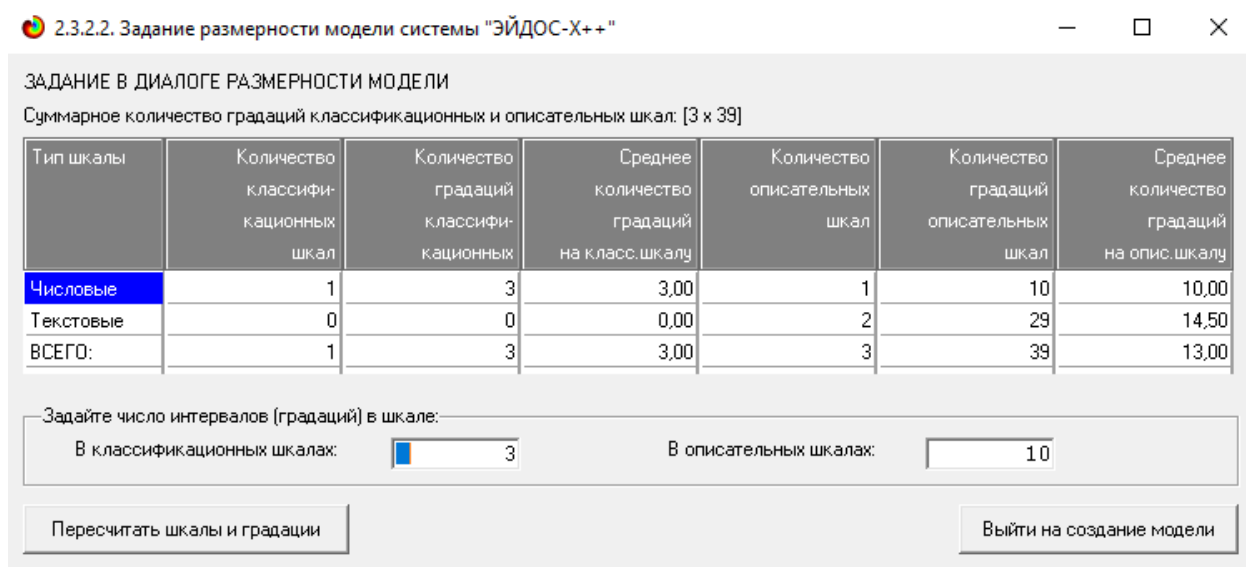 2.3.2.2. Задание размерности модели системы "ЭЙДОС-X++"
ЗАДАНИЕ В ДИАЛОГЕ РАЗМЕРНОСТИ МОДЕЛИ
Суммарное количество градаций классификационных и описательных шкал: [3 x 39]
Тип шкалы Количество Количество Среднее Количество Количество Среднее
классифи- градаций количество описательных градаций количество
кационных классифи- градаций шкал описательных градаций
шкал кационных на класс.шкалу шкал на опис.шкалу
Числовые 1 3 3,00 1 10 10,00
Текстовые 0 0 0,00 2 29 14,50
ВСЕГО: 1 3 3,00 3 39 13,00
Задайте число интервалов (градаций) в шкале:
В классификационных шкалах: 3 В описательных шкалах: 10
Пересчитать шкалы и градации Выйти на создание модели